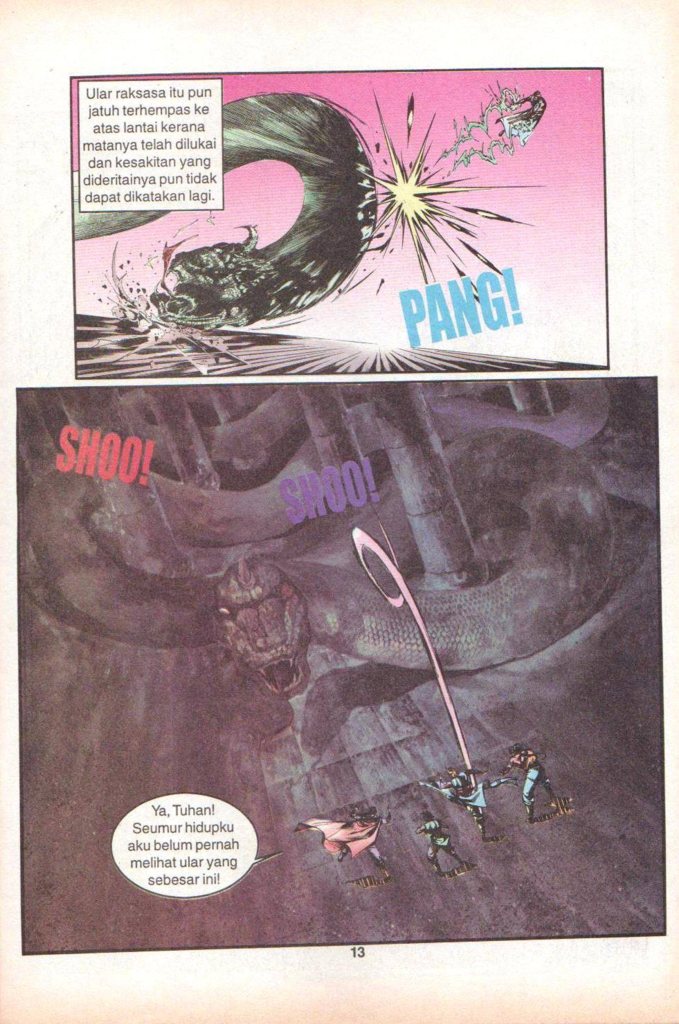 Ular raksasa itu pun
jatuh terhempas ke
atas lantai kerana
matanya telah dilukai
dan kesakitan yang
dideritainya pun tidak
dapat dikatakan lagi.
PANG!
SHOO!
SHOO!
Ya, Tuhan!
Seumur hidupku
aku belum pernah
melihat ular yang
sebesar ini!
13